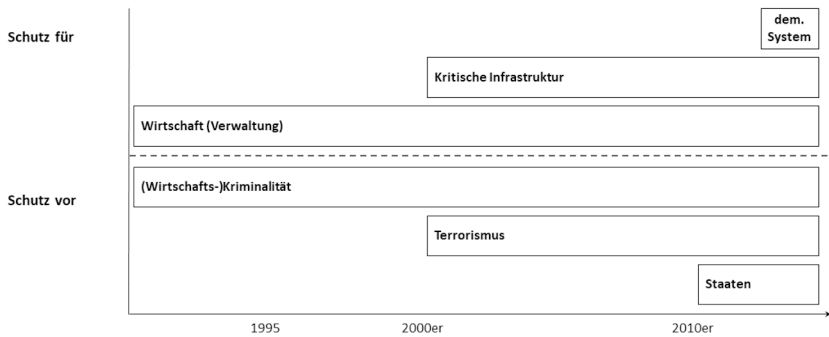 dem.
System
Schutz für
Kritische Infrastruktur
Wirtschaft (Verwaltung)
(Wirtschafts-)Kriminalität
Schutz vor
Terrorismus
Staaten
1995
2000er
2010er